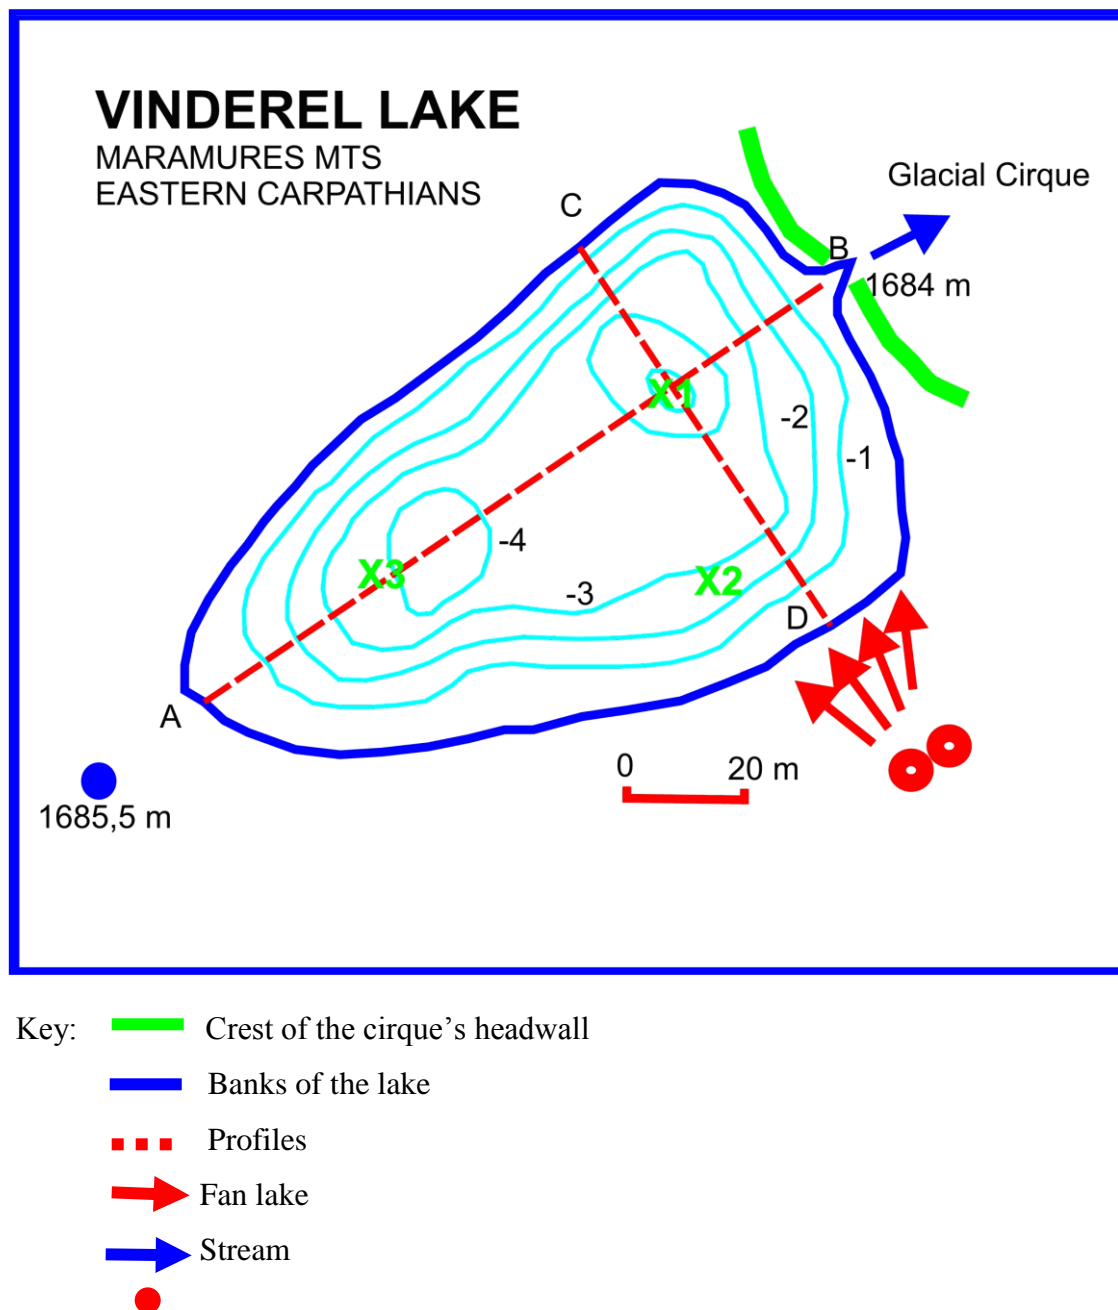 VINDEREL LAKE
MARAMURES MTS
EASTERN CARPATHIANS
Glacial Cirque
C
B
1684 m
X1
-2
-1
-4
X3
X2
-3
D
A
0 20 m
1685,5 m
Key: Crest of the cirque’s headwall
Banks of the lake
Profiles
Fan lake
Stream